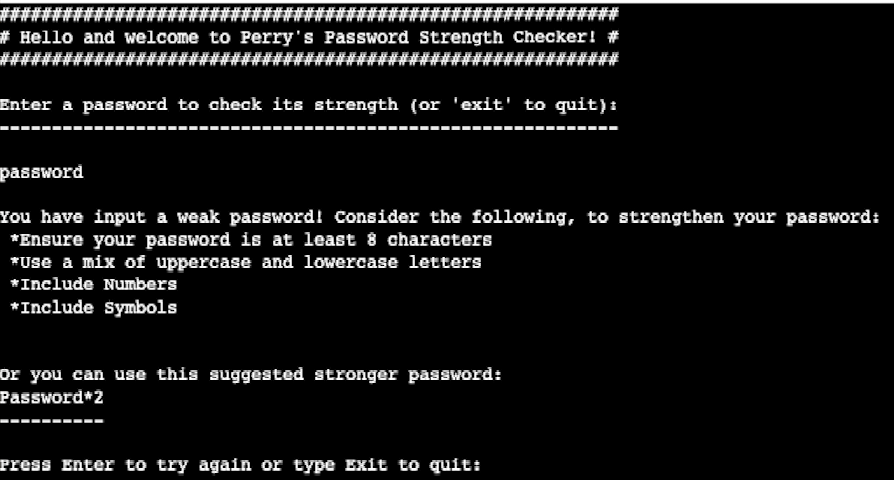 ###########################################################
# Hello and welcome to Perry's Password Strength Checker! #
###########################################################
Enter a password to check its strength (or 'exit' to quit):
-----------------------------------------------------------
password
You have input a weak password! Consider the following, to strengthen your password:
*Ensure your password is at least 8 characters
*Use a mix of uppercase and lowercase letters
*Include Numbers
*Include Symbols
Or you can use this suggested stronger password:
Password*2
----------
Press Enter to try again or type Exit to quit: